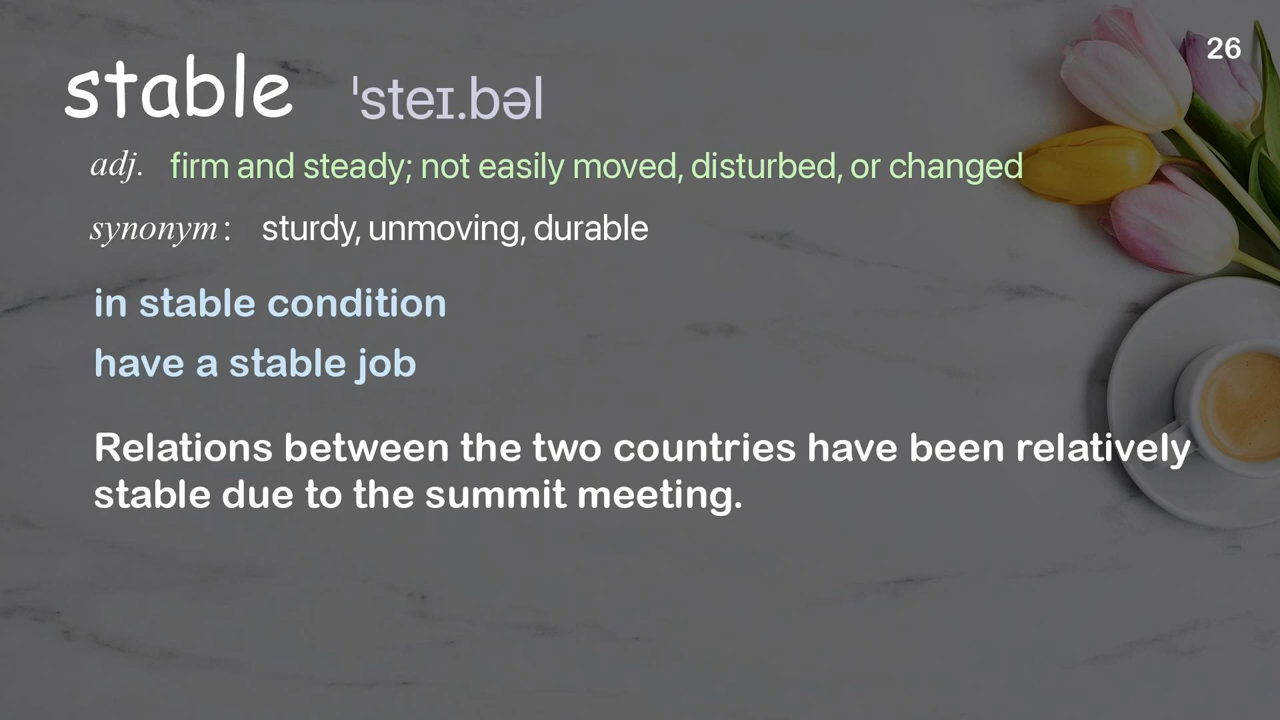 26
stable ˈsteɪ.bəl
adj. firm and steady; not easily moved, disturbed, or changed
synonym: sturdy, unmoving, durable
in stable condition
have a stable job
Relations between the two countries have been relatively
stable due to the summit meeting.